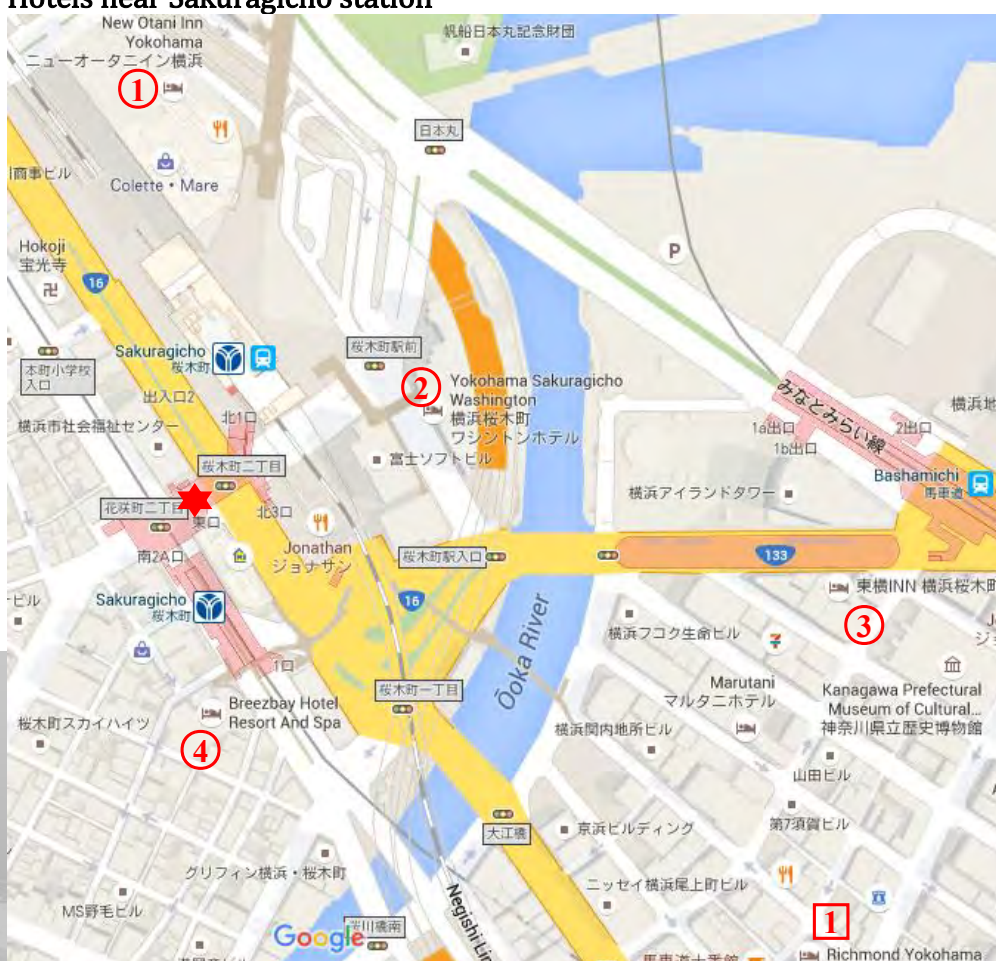 Hotels near Sakuragicho station
New Otani Inn
Yokohama
ニューオータニイン横浜
①
帆船日本丸記念財団
日本丸
Colette・Mare
川商事ビル
Hokoji
宝光寺
16
P
本町小学校
入口
Sakuragicho
桜木町
桜木町駅前
②
Yokohama Sakuragicho
Washington
横浜桜木町
ワシントンホテル
出入口2
北1口
横浜市社会福祉センター
富士ソフトビル
みなとみらい線
1a出口
1b出口
2出口
横浜地
桜木町二丁目
花咲町二丁目
東口
北3口
横浜アイランドタワー
Bashamichi
馬車道
南2A口
Jonathan
ジョナサン
桜木町駅入口
133
Sakuragicho
桜木町
16
東横INN 横浜桜木町
③
1口
Ōoka River
横浜フコク生命ビル
Marutani
マルタニホテル
Kanagawa Prefectural
Museum of Cultural...
神奈川県立歴史博物館
桜木町一丁目
Breezbay Hotel
Resort And Spa
④
桜木町スカイハイツ
横浜関内地所ビル
山田ビル
第7須賀ビル
大江橋
京浜ビルディング
グリフィン横浜・桜木町
ニッセイ横浜尾上町ビル
MS野毛ビル
Negishi Lin
Google
桜川橋南
1
Richmond Yokohama